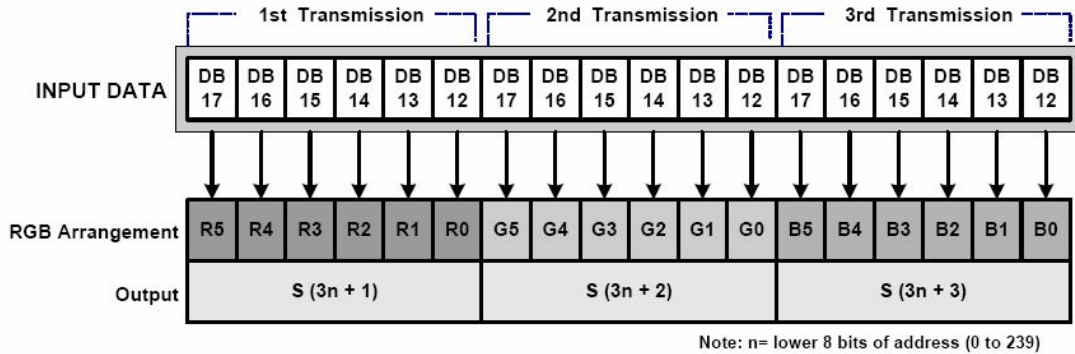 1st Transmission 2nd Transmission 3rd Transmission
INPUT DATA DB 17 DB 16 DB 15 DB 14 DB 13 DB 12 DB 17 DB 16 DB 15 DB 14 DB 13 DB 12 DB 17 DB 16 DB 15 DB 14 DB 13 DB 12
RGB Arrangement R5 R4 R3 R2 R1 R0 G5 G4 G3 G2 G1 G0 B5 B4 B3 B2 B1 B0
Output S (3n + 1) S (3n + 2) S (3n + 3)
Note: n= lower 8 bits of address (0 to 239)